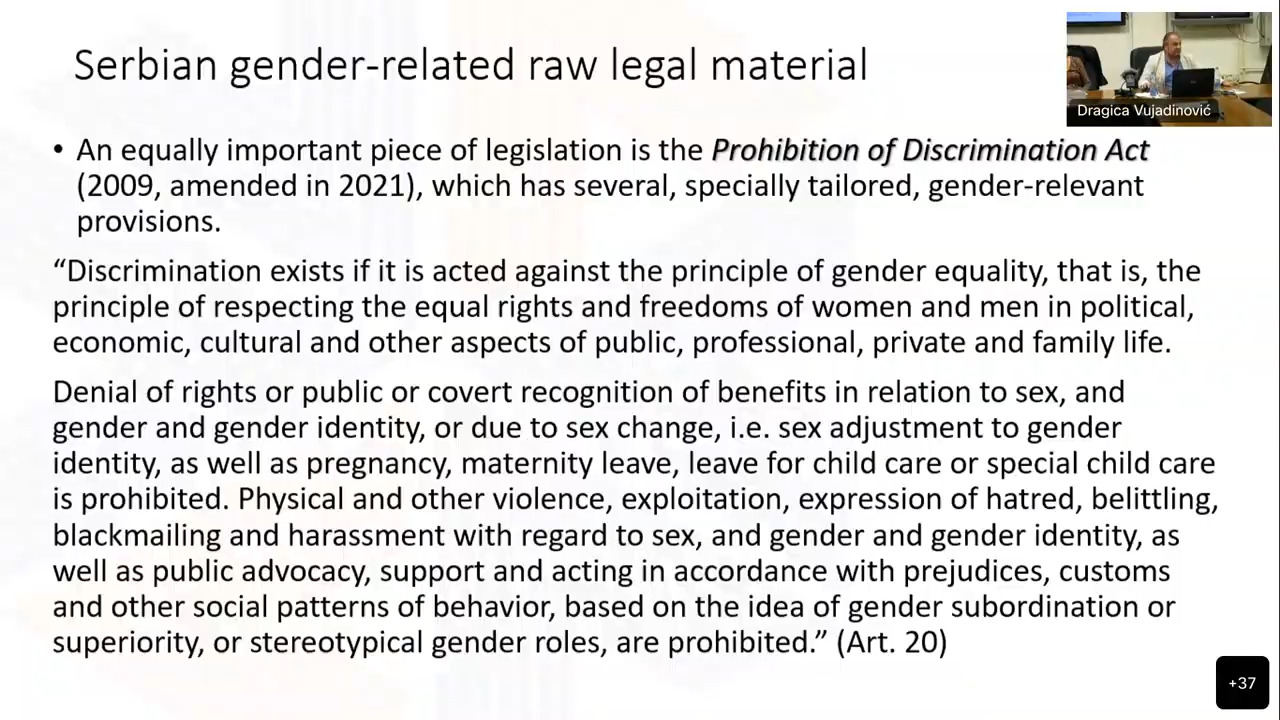 Serbian gender-related raw legal material
Dragica Vujadinović
• An equally important piece of legislation is the Prohibition of Discrimination Act
(2009, amended in 2021), which has several, specially tailored, gender-relevant
provisions.
“Discrimination exists if it is acted against the principle of gender equality, that is, the
principle of respecting the equal rights and freedoms of women and men in political,
economic, cultural and other aspects of public, professional, private and family life.
Denial of rights or public or covert recognition of benefits in relation to sex, and
gender and gender identity, or due to sex change, i.e. sex adjustment to gender
identity, as well as pregnancy, maternity leave, leave for child care or special child care
is prohibited. Physical and other violence, exploitation, expression of hatred, belittling,
blackmailing and harassment with regard to sex, and gender and gender identity, as
well as public advocacy, support and acting in accordance with prejudices, customs
and other social patterns of behavior, based on the idea of gender subordination or
superiority, or stereotypical gender roles, are prohibited.” (Art. 20)
+37